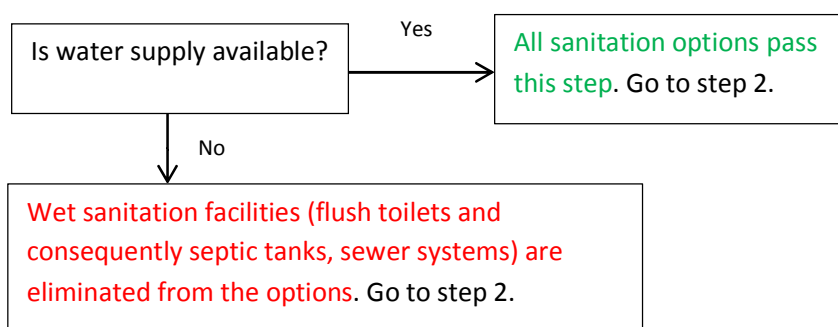 Is water supply available?
Yes
All sanitation options pass
this step. Go to step 2.
No
Wet sanitation facilities (flush toilets and
consequently septic tanks, sewer systems) are
eliminated from the options. Go to step 2.